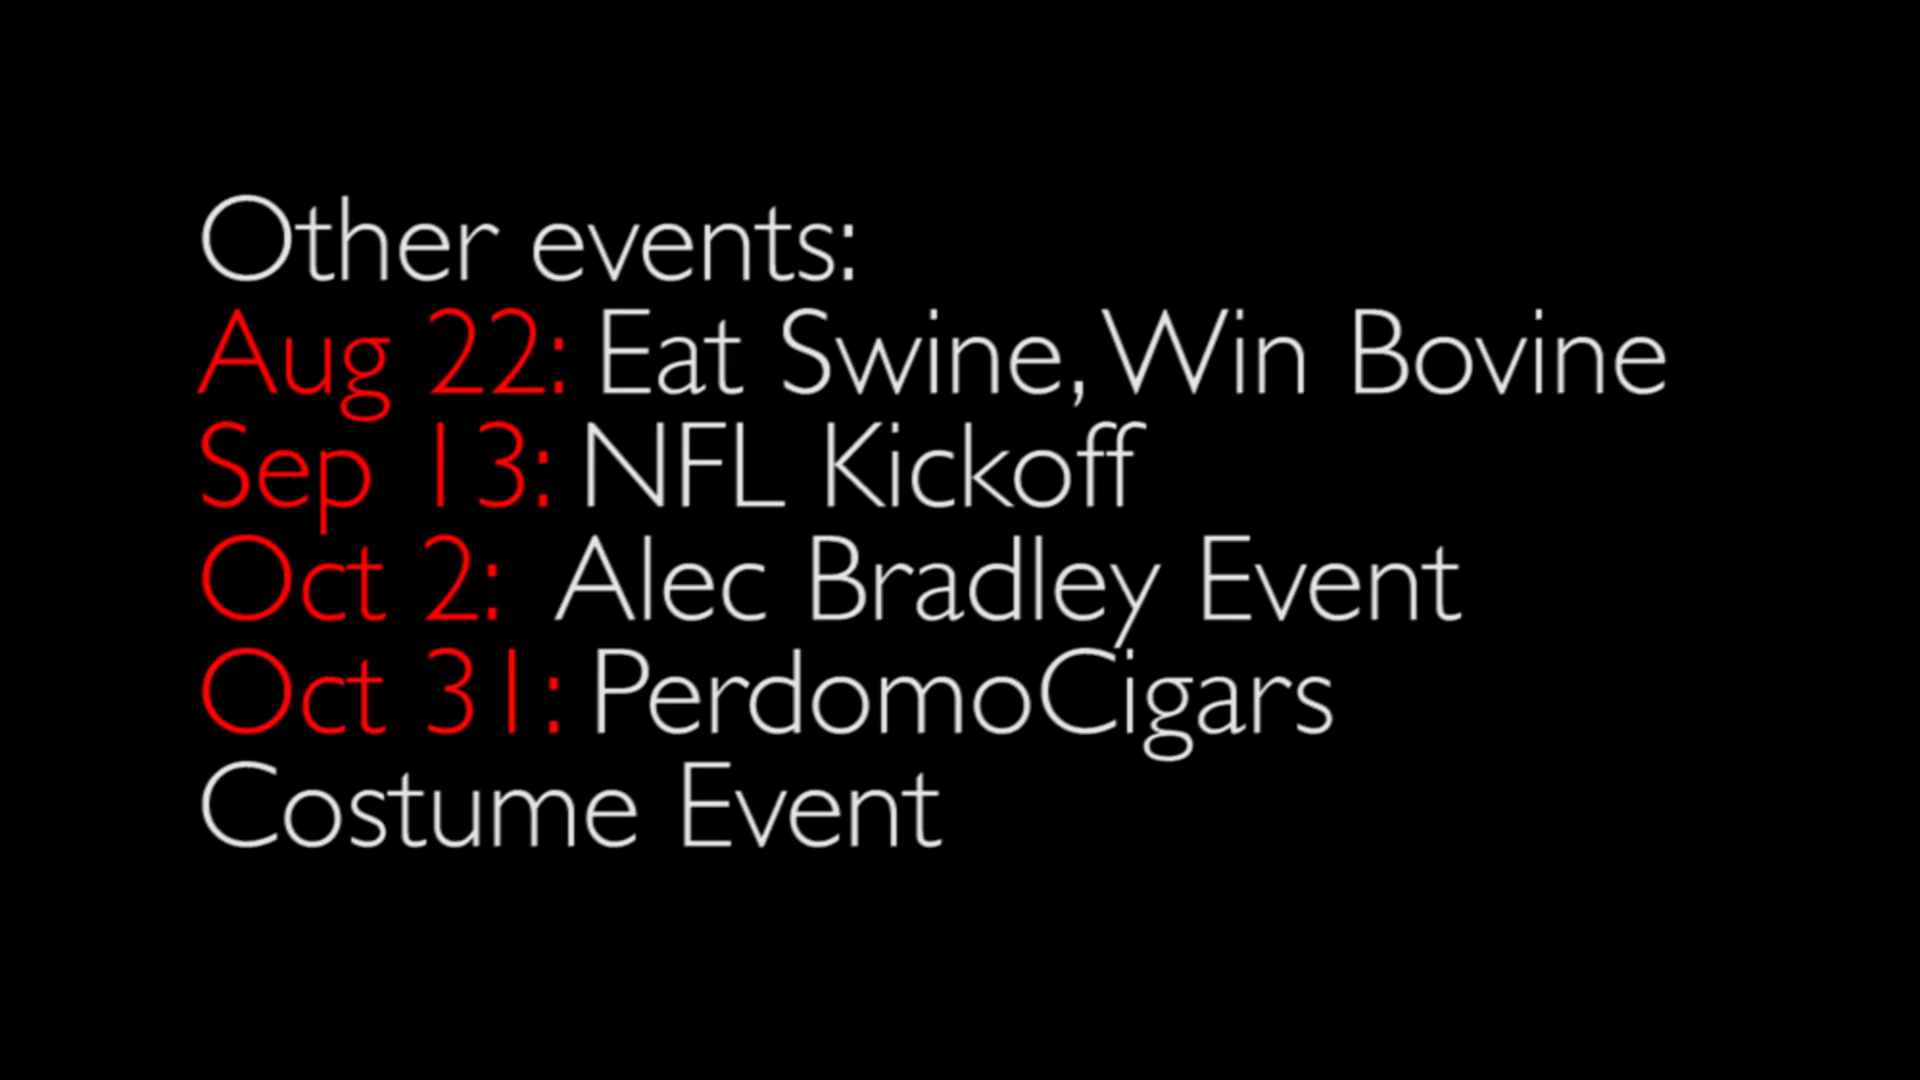 Other events:
Aug 22: Eat Swine, Win Bovine
Sep 13: NFL Kickoff
Oct 2: Alec Bradley Event
Oct 31: PerdomoCigars
Costume Event